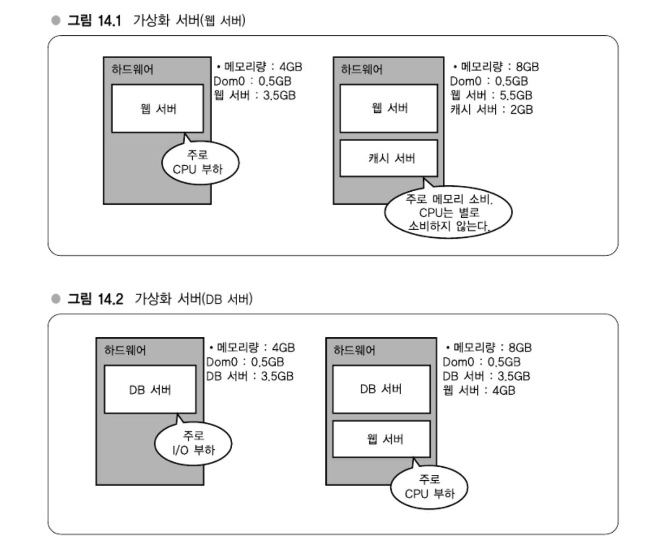 ● 그림 14.1 가상화 서버(웹 서버)
하드웨어
웹 서버
주로
CPU 부하
• 메모리량 : 4GB
Dom0 : 0.5GB
웹 서버 : 3.5GB
하드웨어
웹 서버
캐시 서버
주로 메모리 소비.
CPU는 별로
소비하지 않는다.
• 메모리량 : 8GB
Dom0 : 0.5GB
웹 서버 : 5.5GB
캐시 서버 : 2GB
● 그림 14.2 가상화 서버(DB 서버)
하드웨어
DB 서버
주로
I/O 부하
• 메모리량 : 4GB
Dom0 : 0.5GB
DB 서버 : 3.5GB
하드웨어
DB 서버
웹 서버
주로
CPU 부하
• 메모리량 : 8GB
Dom0 : 0.5GB
DB 서버 : 3.5GB
웹 서버 : 4GB